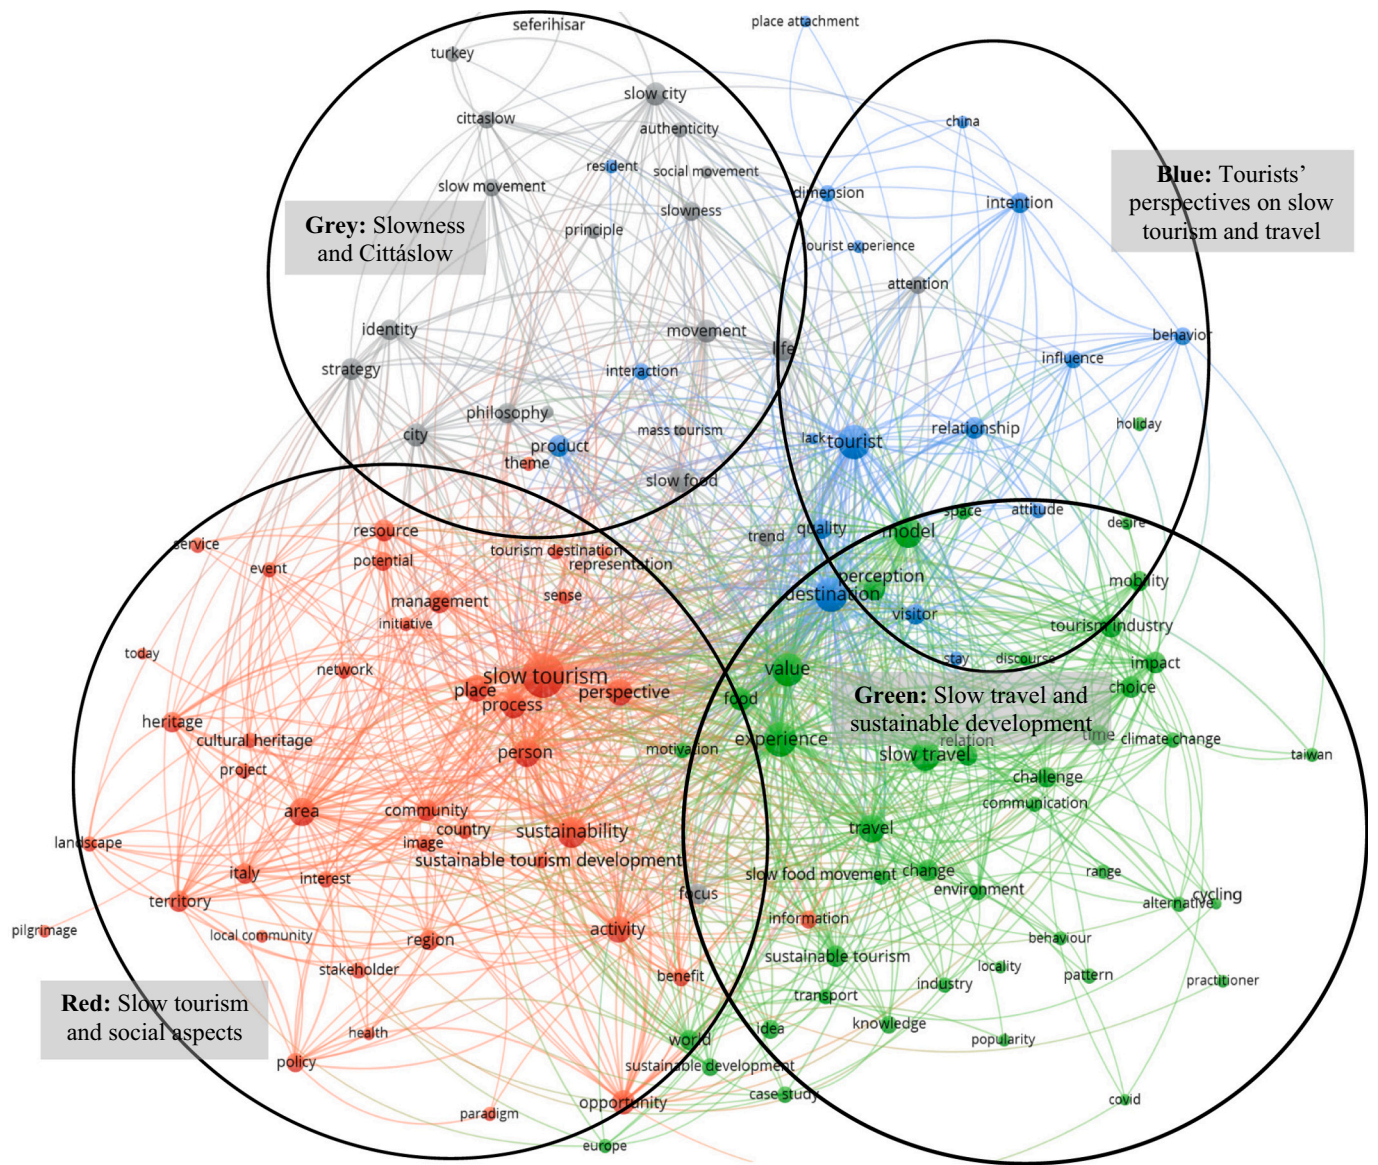 seferihisar
place attachment
turkey
slow city
cittaslow
authenticity
china
resident
social movement
slow movement
dimension
intention
Blue: Tourists'
perspectives on slow
tourism and travel
slowness
Grey: Slowness
and Cittáslow
principle
tourist experience
attention
identity
movement
behavior
life
influence
strategy
interaction
philosophy
holiday
city
mass tourism
lack
tourist
relationship
product
theme
slow food
resource
trend
quality
model
space
attitude
desire
service
tourism destination
representation
event
potential
perception
mobility
management
sense
destination
initiative
visitor
tourism industry
today
network
slow tourism
value
stay
discourse
impact
place
process
perspective
food
choice
Green: Slow travel and
sustainable development
heritage
cultural heritage
person
motivation
experience
slow travel
relation
time
climate change
taiwan
project
challenge
area
community
communication
country
sustainability
travel
landscape
image
sustainable tourism development
italy
interest
slow food movement
change
environment
range
territory
focus
alternative
cycling
information
pilgrimage
local community
region
activity
behaviour
stakeholder
benefit
sustainable tourism
locality
industry
pattern
practitioner
Red: Slow tourism
and social aspects
transport
health
world
idea
knowledge
popularity
policy
sustainable development
opportunity
case study
covid
paradigm
europe